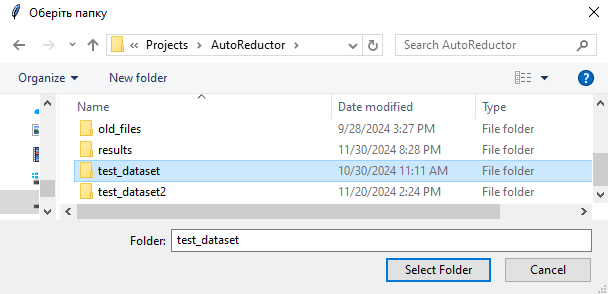 Оберіть папку
« Projects › AutoReductor ›
Search AutoReductor
Organize
New folder
?
Name
Date modified
Type
old_files
9/28/2024 3:27 PM
File folder
results
11/30/2024 8:28 PM
File folder
test_dataset
10/30/2024 11:11 AM
File folder
test_dataset2
11/20/2024 2:24 PM
File folder
Folder:
test_dataset
Select Folder
Cancel